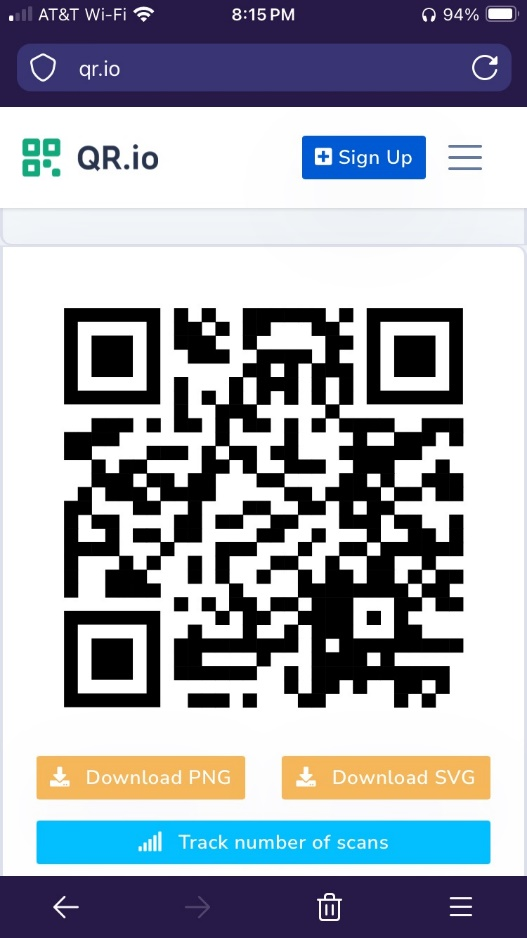 AT&T Wi-Fi 8:15 PM 94%
qr.io
QR.io Sign Up
Download PNG Download SVG
Track number of scans